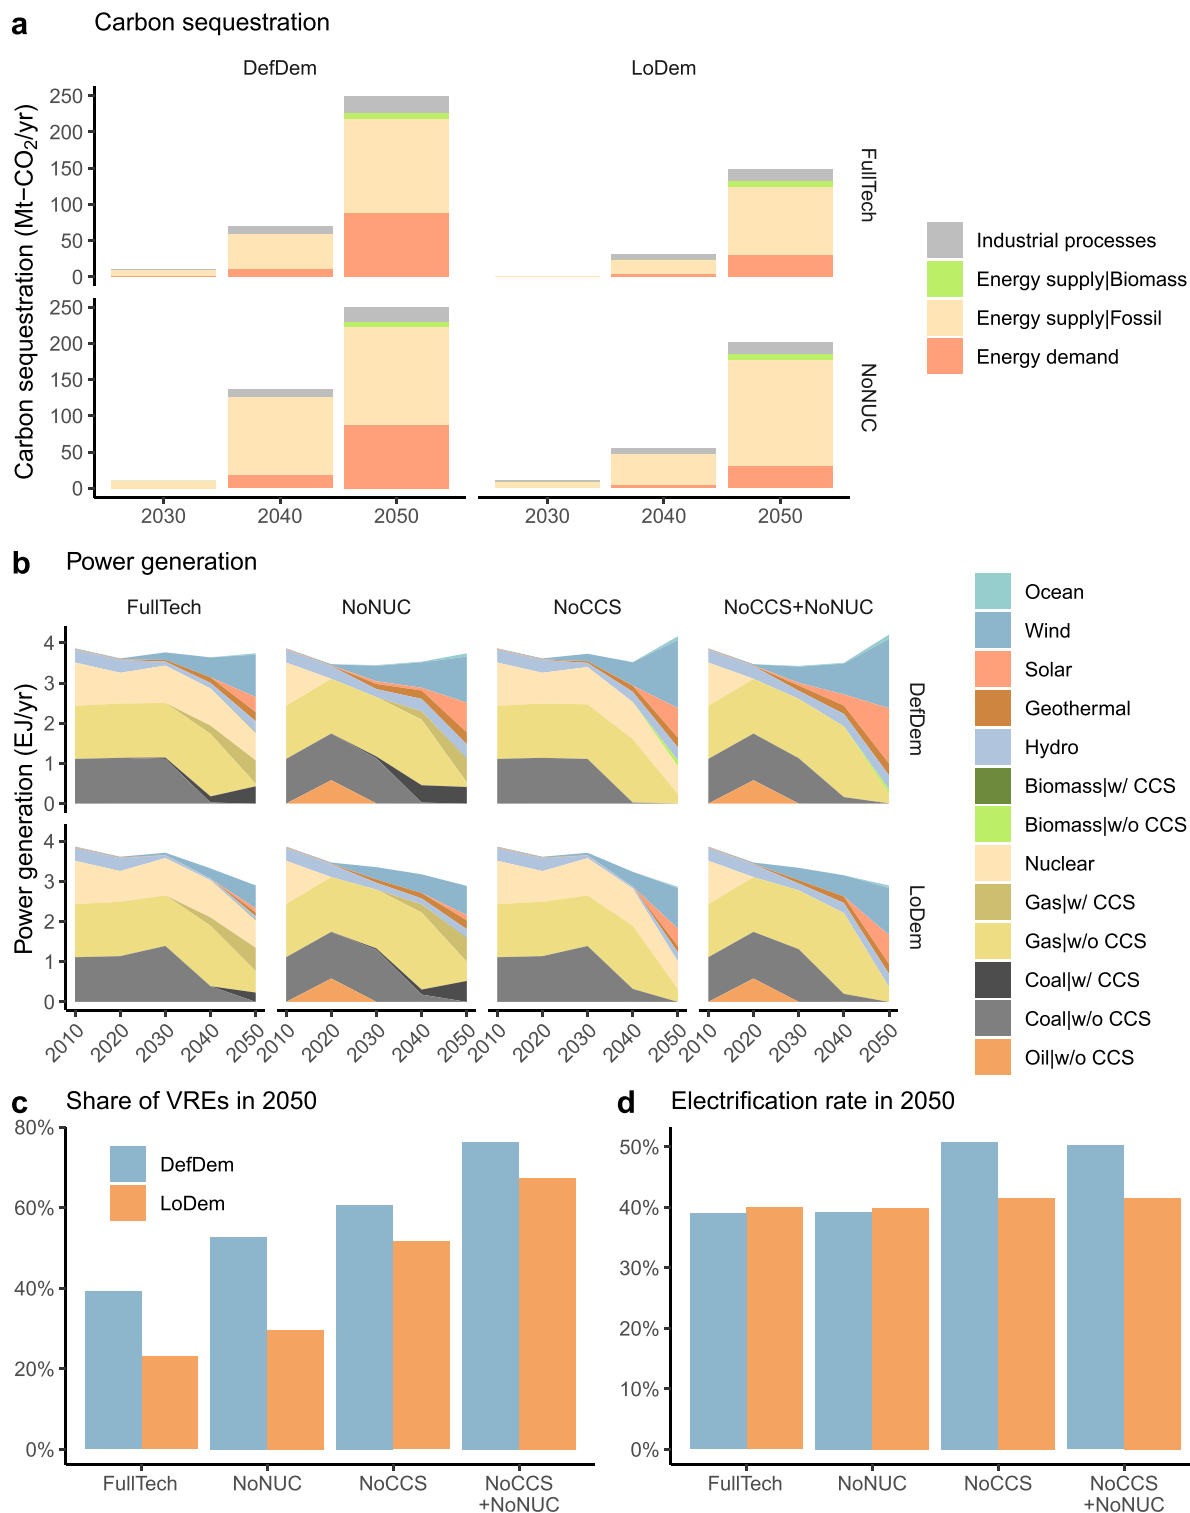 a Carbon sequestration
DefDem LoDem
Carbon sequestration (Mt−CO₂/yr)
250
200
150
100
50
0
FullTech
250
200
150
100
50
0
NoNUC
2030 2040 2050 2030 2040 2050
Industrial processes
Energy supply|Biomass
Energy supply|Fossil
Energy demand
b Power generation
FullTech NoNUC NoCCS NoCCS+NoNUC
Power generation (EJ/yr)
4
3
2
1
0
DefDem
4
3
2
1
0
LoDem
2010 2020 2030 2040 2050 2010 2020 2030 2040 2050 2010 2020 2030 2040 2050 2010 2020 2030 2040 2050
Ocean
Wind
Solar
Geothermal
Hydro
Biomass|w/ CCS
Biomass|w/o CCS
Nuclear
Gas|w/ CCS
Gas|w/o CCS
Coal|w/ CCS
Coal|w/o CCS
Oil|w/o CCS
c Share of VREs in 2050
80%
60%
40%
20%
0%
DefDem
LoDem
FullTech NoNUC NoCCS NoCCS
+NoNUC
d Electrification rate in 2050
50%
40%
30%
20%
10%
0%
FullTech NoNUC NoCCS NoCCS
+NoNUC